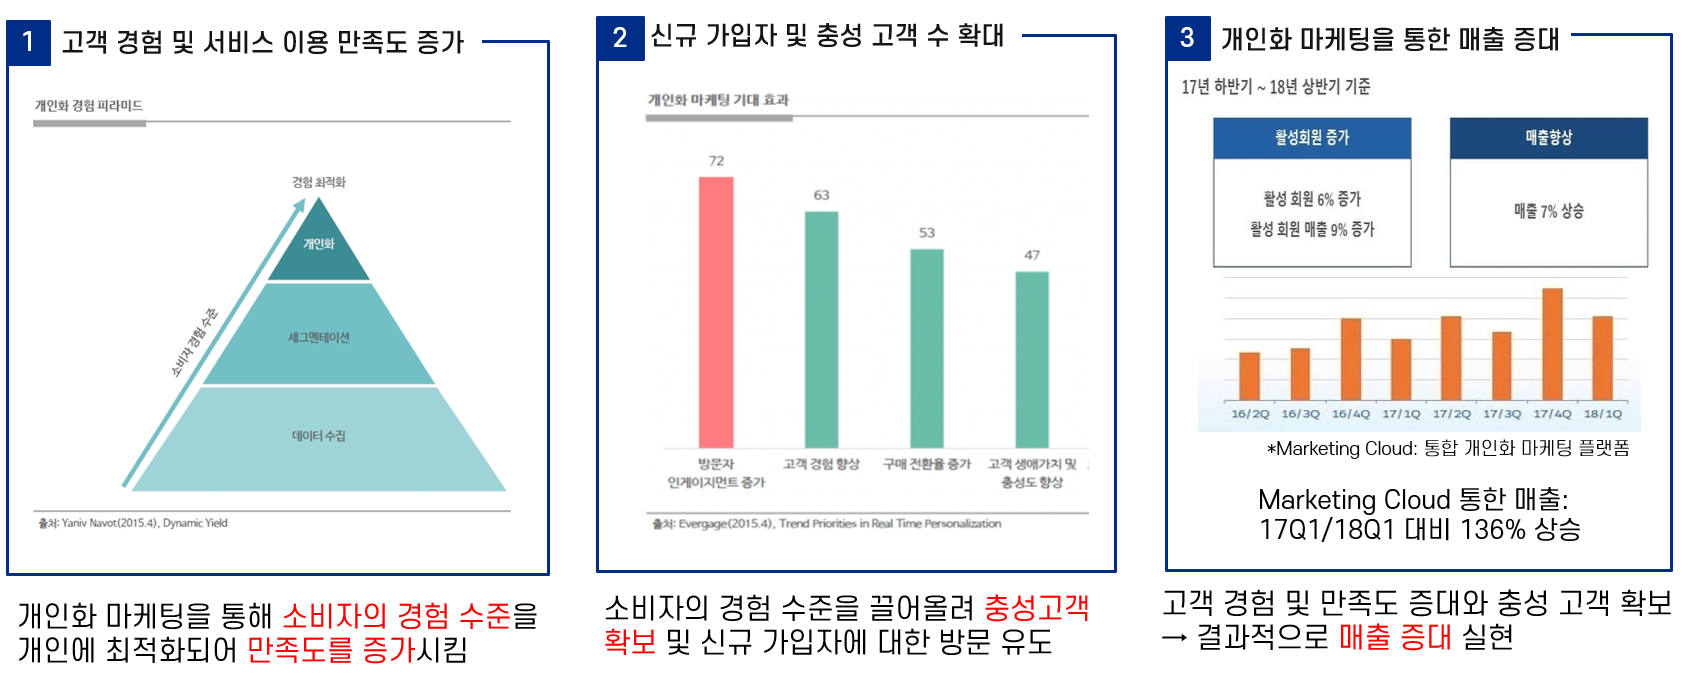 1 고객 경험 및 서비스 이용 만족도 증가
개인화 경험 피라미드
경험 최적화
개인화
소비자 경험 수준
세그멘테이션
데이터 수집
출처: Yaniv Navot(2015.4), Dynamic Yield
개인화 마케팅을 통해 소비자의 경험 수준을
개인에 최적화되어 만족도를 증가시킴
2 신규 가입자 및 충성 고객 수 확대
개인화 마케팅 기대 효과
72
63
53
47
방문자
인게이지먼트 증가
고객 경험 향상
구매 전환율 증가
고객 생애가치 및
충성도 향상
출처: Evergage(2015.4), Trend Priorities in Real Time Personalization
소비자의 경험 수준을 끌어올려 충성고객
확보 및 신규 가입자에 대한 방문 유도
3 개인화 마케팅을 통한 매출 증대
17년 하반기 ~ 18년 상반기 기준
활성회원 증가
활성 회원 6% 증가
활성 회원 매출 9% 증가
매출향상
매출 7% 상승
16/2Q 16/3Q 16/4Q 17/1Q 17/2Q 17/3Q 17/4Q 18/1Q
*Marketing Cloud: 통합 개인화 마케팅 플랫폼
Marketing Cloud 통한 매출:
17Q1/18Q1 대비 136% 상승
고객 경험 및 만족도 증대와 충성 고객 확보
→ 결과적으로 매출 증대 실현